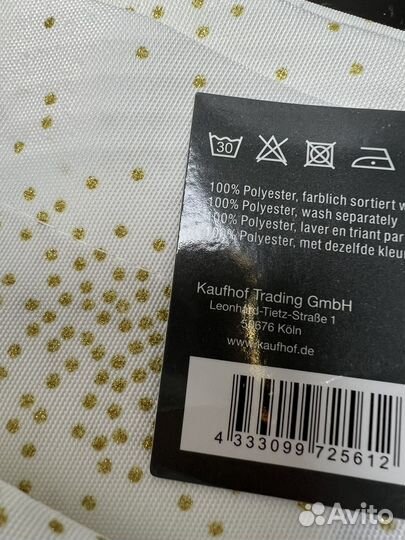 30
100% Polyester, farblich sortiert
100% Polyester, wash separately
100% Polyester, laver en triant par
100% Polyester, met dezelfde kleu
Kaufhof Trading GmbH
Leonhard-Tietz-Straße 1
50676 Köln
www.kaufhof.de
4 333099 725612
Avito